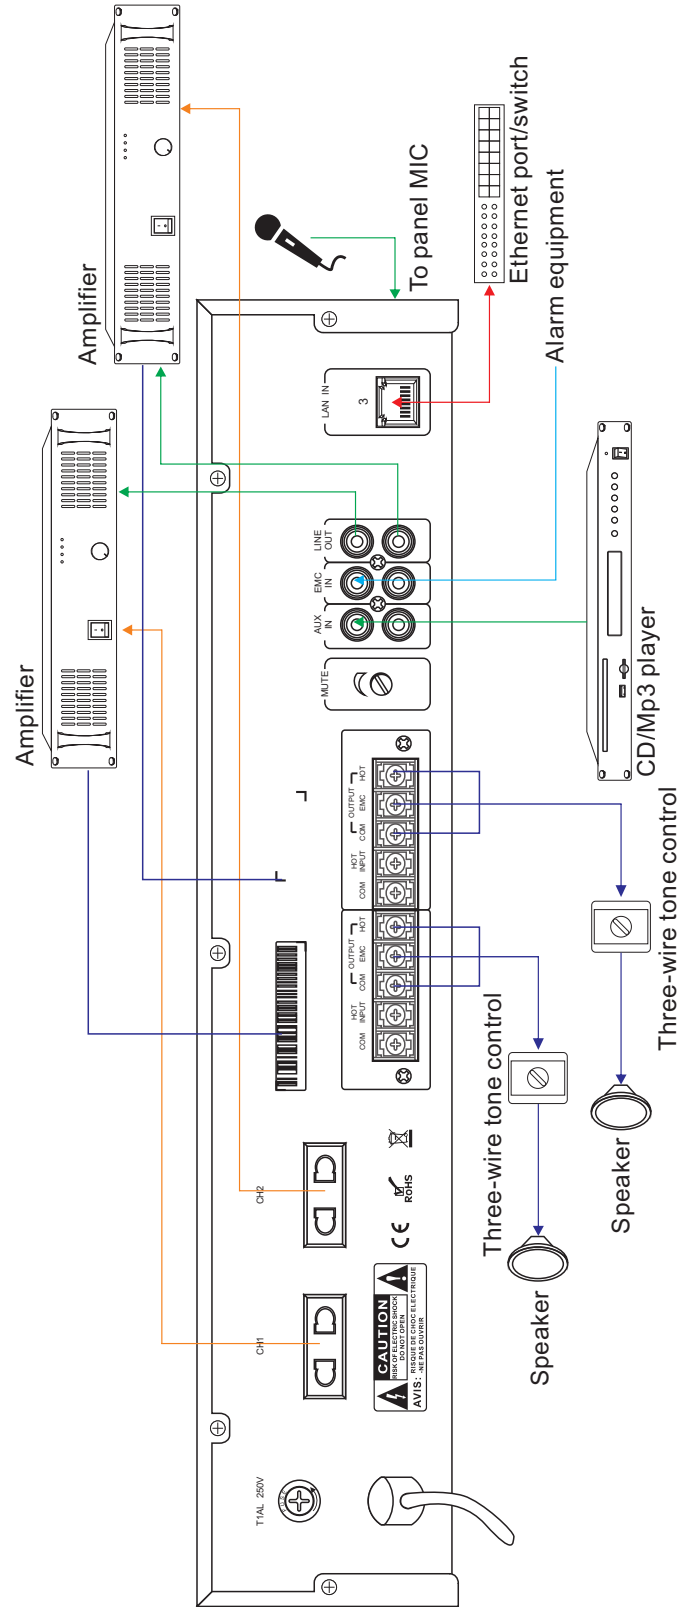 Amplifier
Amplifier
T1AL 250V
FUSE
CH1
CH2
MUTE
AUX
IN
EMC
IN
LINE
OUT
LAN IN
3
HOT
OUTPUT
COM
INPUT
COM
EMC
HOT
HOT
OUTPUT
COM
INPUT
COM
EMC
HOT
CAUTION
RISK OF ELECTRIC SHOCK
DO NOT OPEN
AVIS:
RISQUE DE CHOC ELECTRIQUE
-NE PAS OUVRIR
CE
RoHS
To panel MIC
Ethernet port/switch
Alarm equipment
CD/Mp3 player
Three-wire tone control
Speaker
Three-wire tone control
Speaker